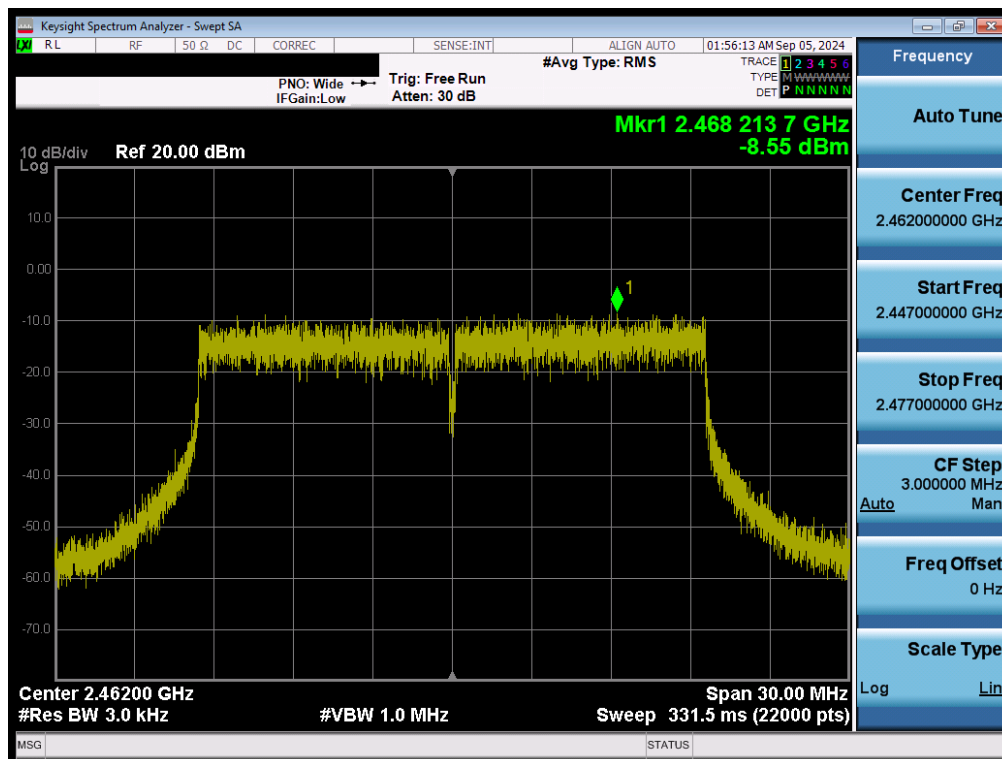 Keysight Spectrum Analyzer - Swept SA
LXI RL RF 50 Ω DC CORREC SENSE:INT ALIGN AUTO 01:56:13 AM Sep 05, 2024
PNO: Wide
IFGain:Low
Trig: Free Run
Atten: 30 dB
#Avg Type: RMS
TRACE 1 2 3 4 5 6
TYPE M WWWWW
DET P N N N N N
Mkr1 2.468 213 7 GHz
-8.55 dBm
10 dB/div Ref 20.00 dBm
Log
10.0
0.00
-10.0
-20.0
-30.0
-40.0
-50.0
-60.0
-70.0
1
Center 2.46200 GHz Span 30.00 MHz
#Res BW 3.0 kHz #VBW 1.0 MHz Sweep 331.5 ms (22000 pts)
MSG STATUS
Frequency
Auto Tune
Center Freq
2.462000000 GHz
Start Freq
2.447000000 GHz
Stop Freq
2.477000000 GHz
CF Step
3.000000 MHz
Auto Man
Freq Offset
0 Hz
Scale Type
Log Lin